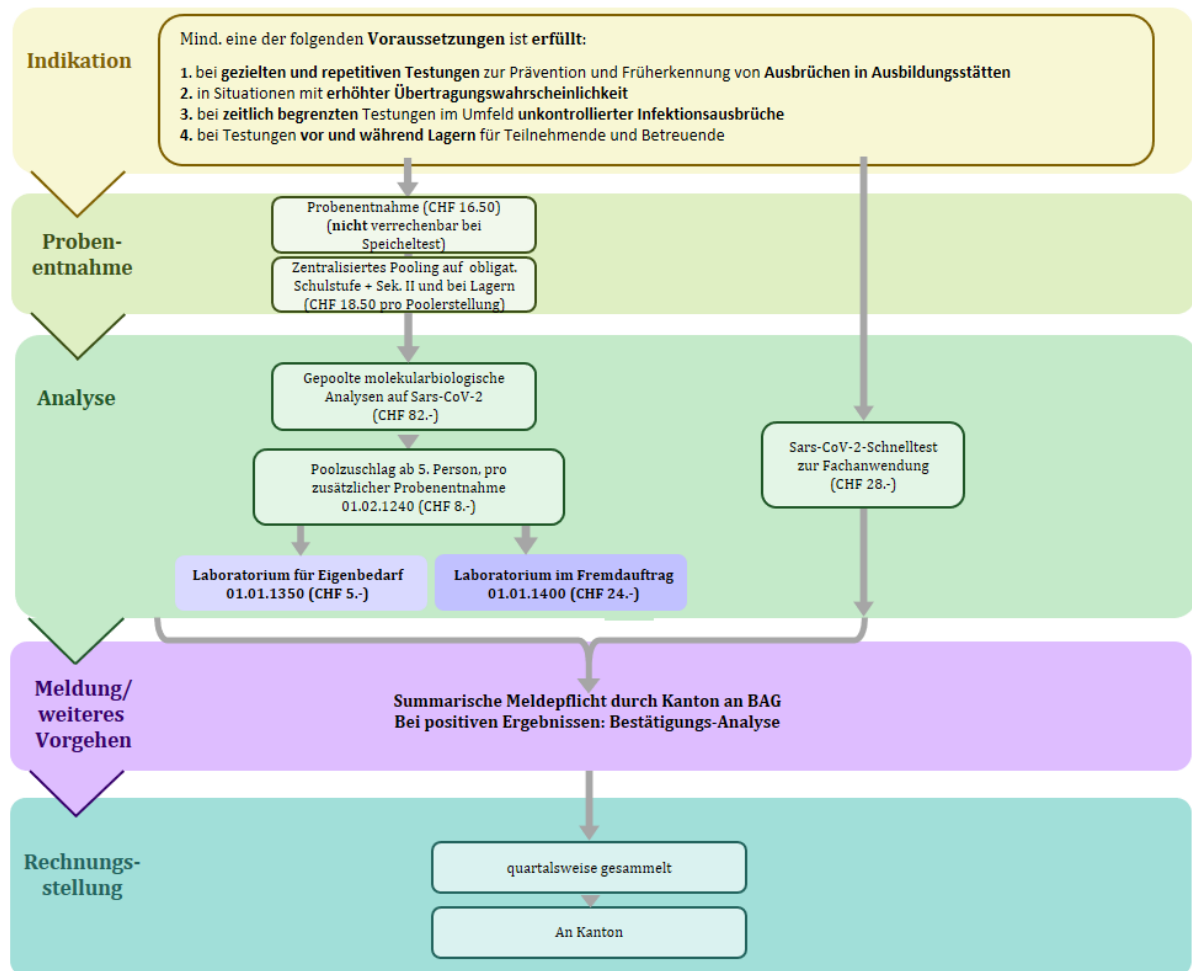 Indikation
Mind. eine der folgenden Voraussetzungen ist erfüllt:
1. bei gezielten und repetitiven Testungen zur Prävention und Früherkennung von Ausbrüchen in Ausbildungsstätten
2. in Situationen mit erhöhter Übertragungswahrscheinlichkeit
3. bei zeitlich begrenzten Testungen im Umfeld unkontrollierter Infektionsausbrüche
4. bei Testungen vor und während Lagern für Teilnehmende und Betreuende
Proben-
entnahme
Probenentnahme (CHF 16.50)
(nicht verrechenbar bei
Speicheltest)
Zentralisiertes Pooling auf obligat.
Schulstufe + Sek. II und bei Lagern
(CHF 18.50 pro Poolerstellung)
Analyse
Gepoolte molekularbiologische
Analysen auf Sars-CoV-2
(CHF 82.-)
Poolzuschlag ab 5. Person, pro
zusätzlicher Probenentnahme
01.02.1240 (CHF 8.-)
Laboratorium für Eigenbedarf
01.01.1350 (CHF 5.-)
Laboratorium im Fremdauftrag
01.01.1400 (CHF 24.-)
Sars-CoV-2-Schnelltest
zur Fachanwendung
(CHF 28.-)
Meldung/
weiteres
Vorgehen
Summarische Meldepflicht durch Kanton an BAG
Bei positiven Ergebnissen: Bestätigungs-Analyse
Rechnungs-
stellung
quartalsweise gesammelt
An Kanton